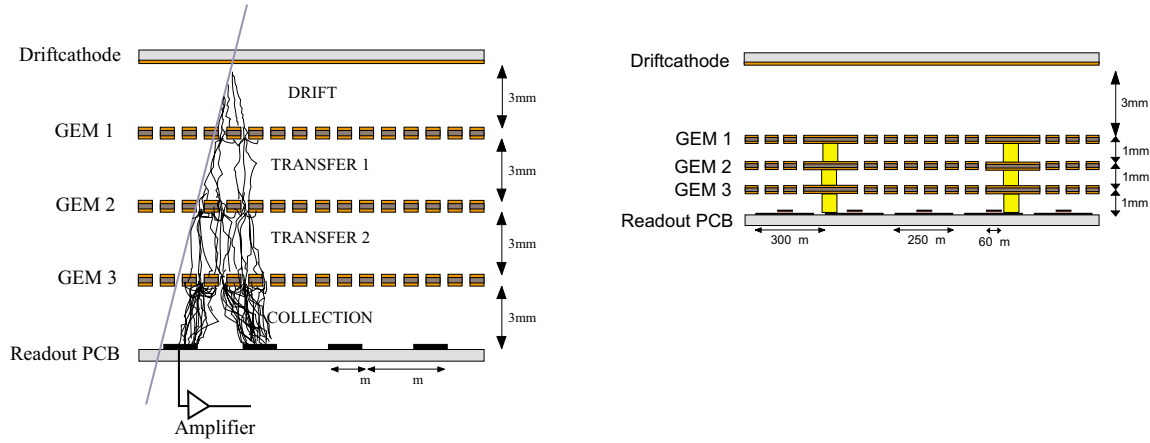 Driftcathode
DRIFT
3mm
GEM 1
TRANSFER 1
3mm
GEM 2
TRANSFER 2
3mm
GEM 3
COLLECTION
3mm
Readout PCB
m
m
Amplifier
Driftcathode
3mm
GEM 1
1mm
GEM 2
1mm
GEM 3
1mm
Readout PCB
300 m
250 m
60 m